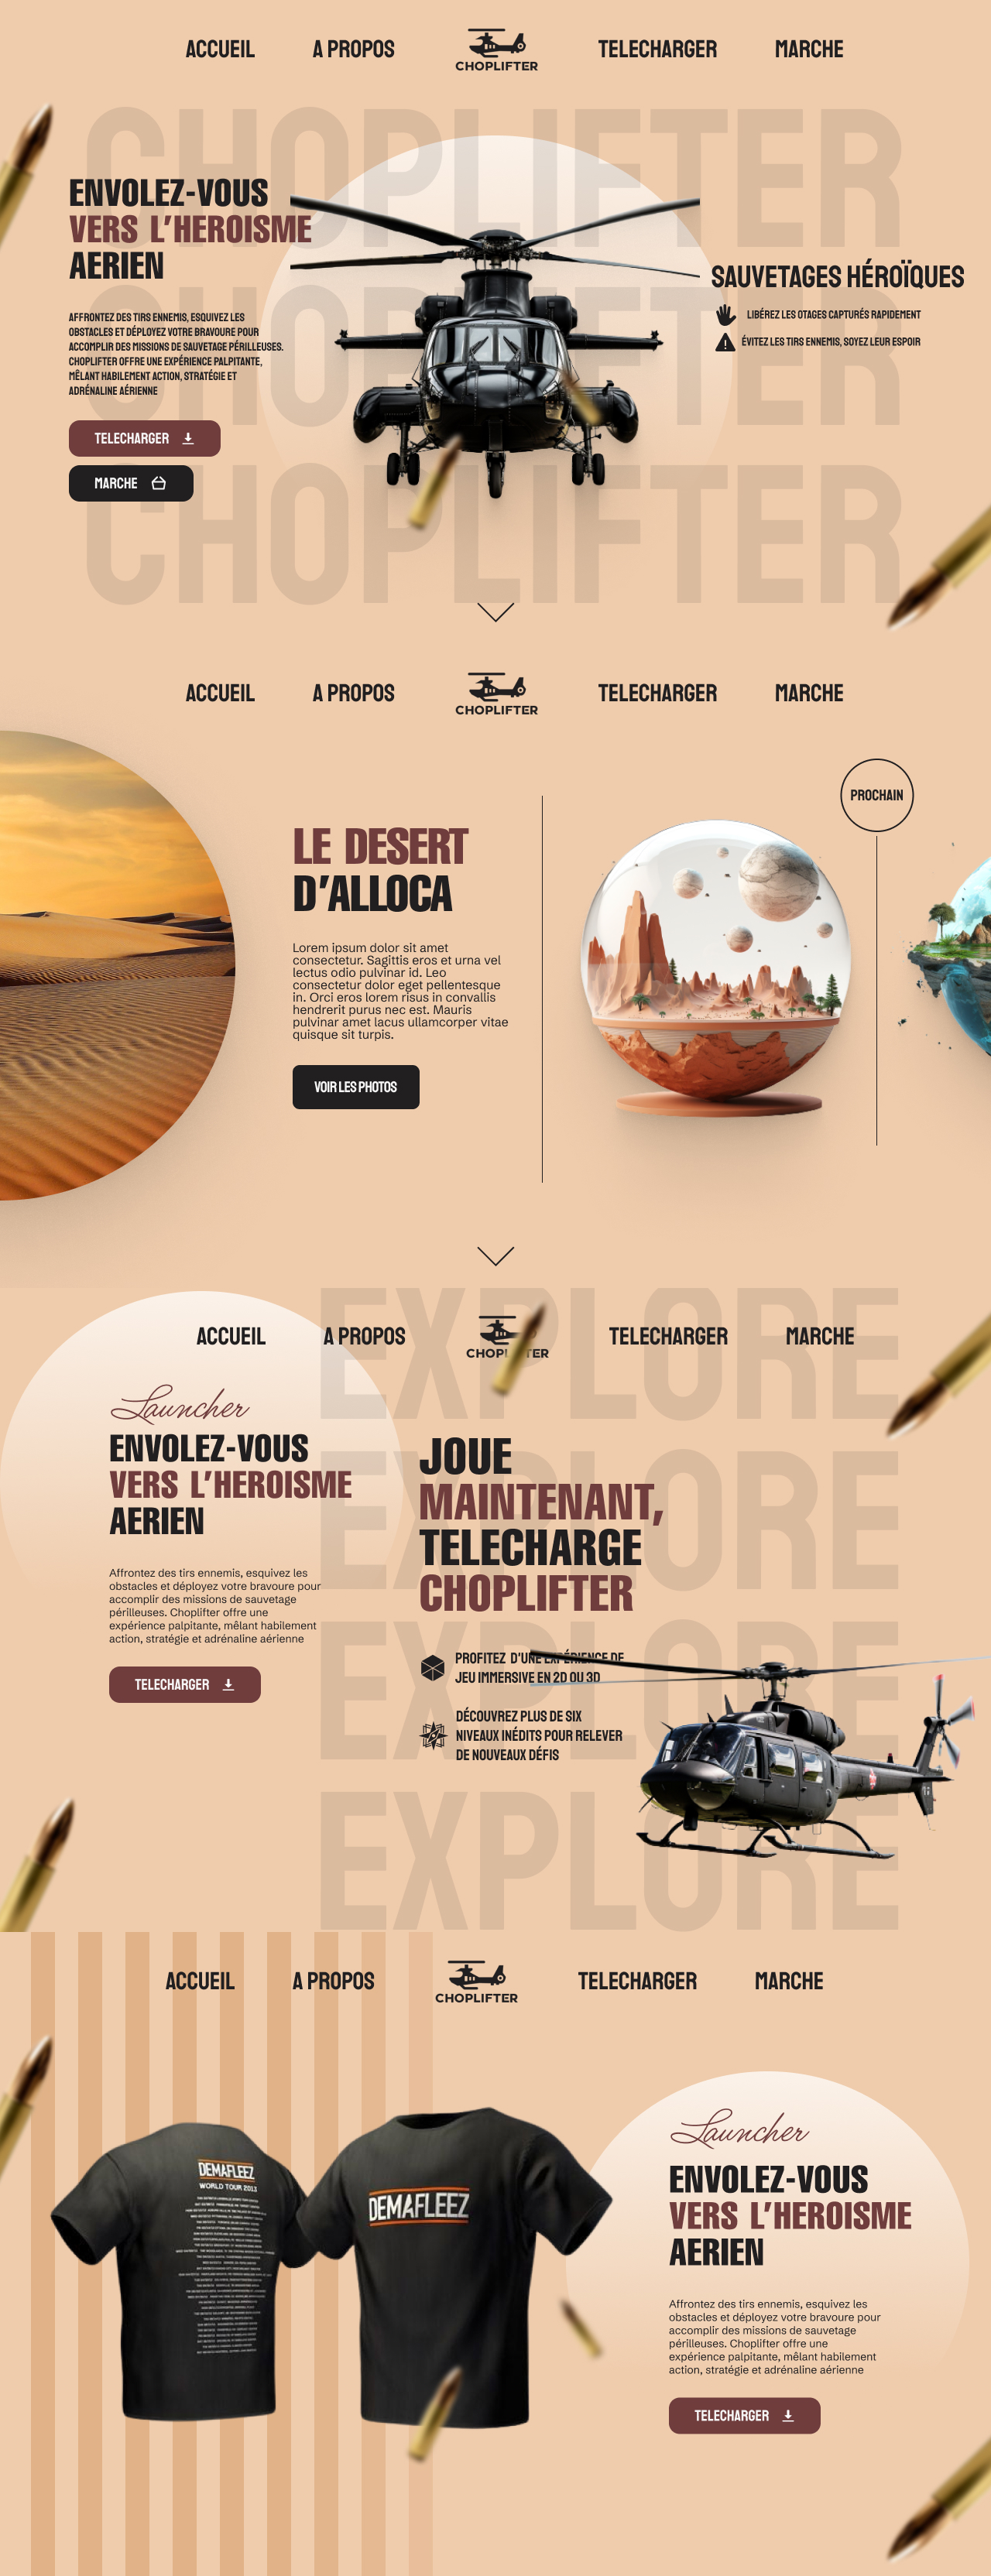 ACCUEIL
A PROPOS
CHOPLIFTER
TELECHARGER
MARCHE
CHOPLIFTER
CHOPLIFTER
CHOPLIFTER
ENVOLEZ-VOUS
VERS L’HEROISME
AERIEN
AFFRONTEZ DES TIRS ENNEMIS, ESQUIVEZ LES
OBSTACLES ET DÉPLOYEZ VOTRE BRAVOURE POUR
ACCOMPLIR DES MISSIONS DE SAUVETAGE PÉRILLEUSES.
CHOPLIFTER OFFRE UNE EXPÉRIENCE PALPITANTE,
MÊLANT HABILEMENT ACTION, STRATÉGIE ET
ADRÉNALINE AÉRIENNE
TELECHARGER
MARCHE
SAUVETAGES HÉROÏQUES
LIBÉREZ LES OTAGES CAPTURÉS RAPIDEMENT
ÉVITEZ LES TIRS ENNEMIS, SOYEZ LEUR ESPOIR
ACCUEIL
A PROPOS
CHOPLIFTER
TELECHARGER
MARCHE
LE DESERT
D’ALLOCA
Lorem ipsum dolor sit amet
consectetur. Sagittis eros et urna vel
lectus odio pulvinar id. Leo
consectetur dolor eget pellentesque
in. Orci eros lorem risus in convallis
hendrerit purus nec est. Mauris
pulvinar amet lacus ullamcorper vitae
quisque sit turpis.
VOIR LES PHOTOS
PROCHAIN
ACCUEIL
A PROPOS
CHOPLIFTER
TELECHARGER
MARCHE
EXPLORE
EXPLORE
EXPLORE
EXPLORE
Launcher
ENVOLEZ-VOUS
VERS L’HEROISME
AERIEN
Affrontez des tirs ennemis, esquivez les
obstacles et déployez votre bravoure pour
accomplir des missions de sauvetage
périlleuses. Choplifter offre une
expérience palpitante, mêlant habilement
action, stratégie et adrénaline aérienne
TELECHARGER
JOUE
MAINTENANT,
TELECHARGE
CHOPLIFTER
PROFITEZ D'UNE EXPÉRIENCE DE
JEU IMMERSIVE EN 2D OU 3D
DÉCOUVREZ PLUS DE SIX
NIVEAUX INÉDITS POUR RELEVER
DE NOUVEAUX DÉFIS
ACCUEIL
A PROPOS
CHOPLIFTER
TELECHARGER
MARCHE
DEMAFLEEZ
WORLD TOUR 2013
DEMAFLEEZ
Launcher
ENVOLEZ-VOUS
VERS L’HEROISME
AERIEN
Affrontez des tirs ennemis, esquivez les
obstacles et déployez votre bravoure pour
accomplir des missions de sauvetage
périlleuses. Choplifter offre une
expérience palpitante, mêlant habilement
action, stratégie et adrénaline aérienne
TELECHARGER